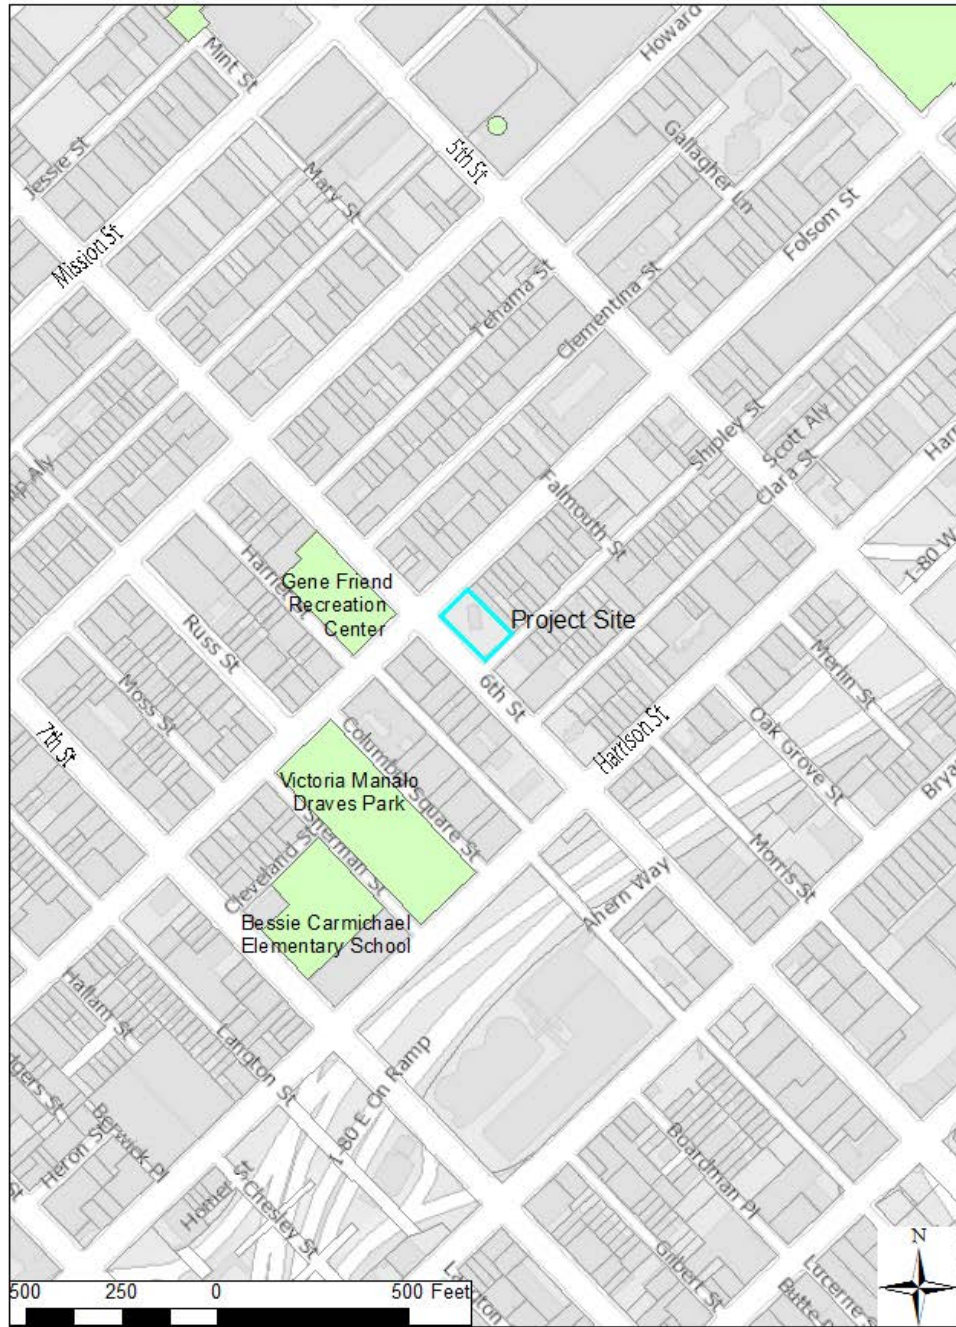 Mint St
Howard
Jessie St
5th St
Gallagher Ln
Mary St
Folsom St
Mission St
Tehama St
Clementina St
Shipley St
Scott Aly
Clara St
Falmouth St
I-80 W
Aly
Harriet St
Gene Friend
Recreation
Center
Project Site
Russ St
Moss St
6th St
Merlin St
Oak Grove St
7th St
Harrison St
Columbia Square St
Victoria Manalo
Draves Park
Cleveland St
Sherman St
Morris St
Ahern Way
Bessie Carmichael
Elementary School
Hallam St
Langton St
I-80 E On Ramp
Berwick Pl
Heron St
Boardman Pl
Homer St
Chesley St
Gilbert St
Lucerne S
N
500 250 0 500 Feet